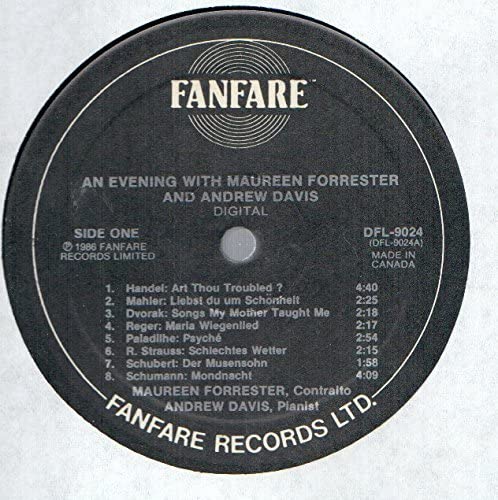 FANFARE™
AN EVENING WITH MAUREEN FORRESTER
AND ANDREW DAVIS
DIGITAL
SIDE ONE
℗ 1986 FANFARE
RECORDS LIMITED
DFL-9024
(DFL-9024A)
MADE IN
CANADA
1. Handel: Art Thou Troubled ? 4:40
2. Mahler: Liebst du um Schonheit 2:25
3. Dvorak: Songs My Mother Taught Me 2:18
4. Reger: Maria Wiegenlied 2:17
5. Paladilhe: Psyché 2:54
6. R. Strauss: Schlechtes Wetter 2:15
7. Schubert: Der Musensohn 1:58
8. Schumann: Mondnacht 4:09
MAUREEN FORRESTER, Contralto
ANDREW DAVIS, Pianist
FANFARE RECORDS LTD.